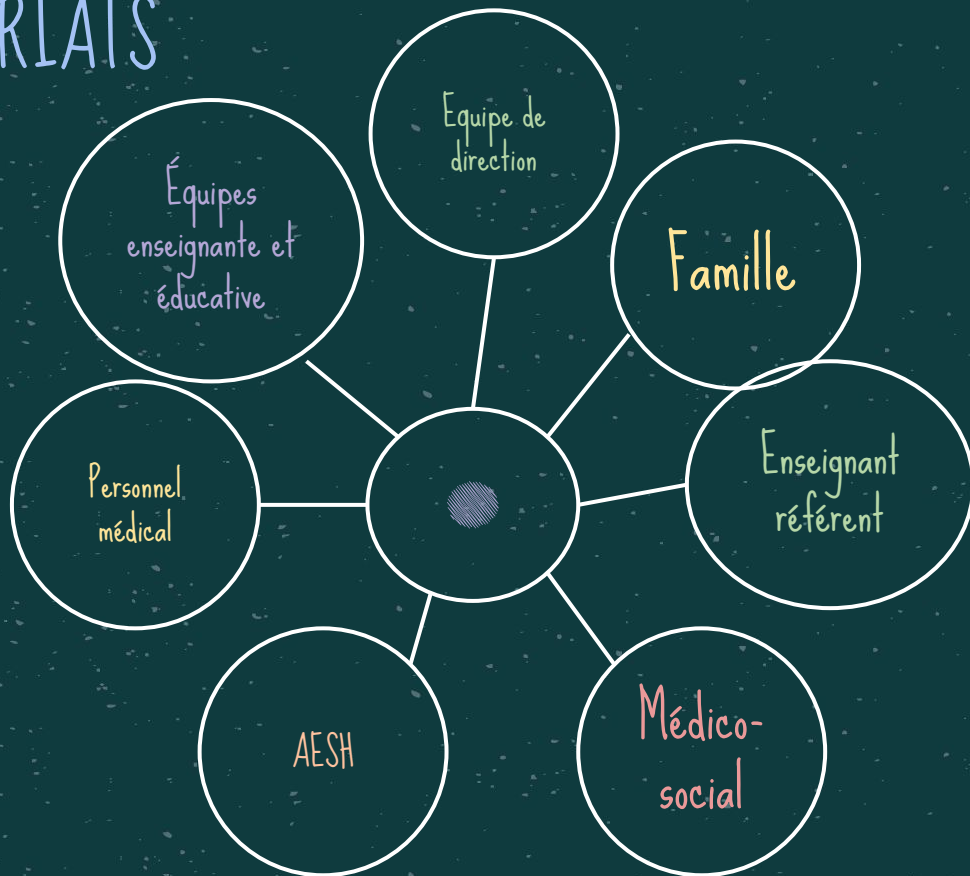 RIATS
Equipe de
direction
Équipes
enseignante et
éducative
Famille
Enseignant
référent
Personnel
médical
AESH
Médico-
social